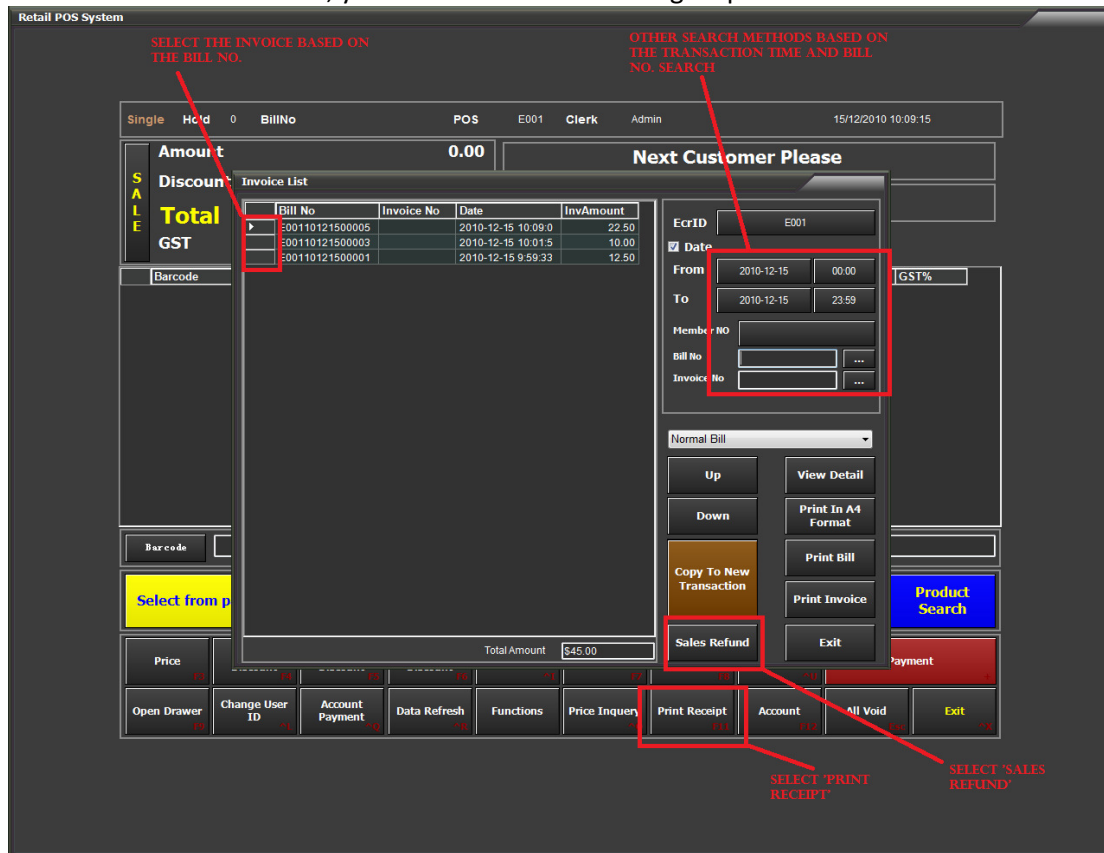 Retail POS System
SELECT THE INVOICE BASED ON
THE BILL NO.
OTHER SEARCH METHODS BASED ON
THE TRANSACTION TIME AND BILL
NO. SEARCH
Single Hold 0 BillNo POS E001 Clerk Admin 15/12/2010 10:09:15
SALE
Amount 0.00
Next Customer Please
Discount
Total
GST
Invoice List
Bill No Invoice No Date InvAmount
E00110121500005 2010-12-15 10:09:0 22.50
E00110121500003 2010-12-15 10:01:5 10.00
E00110121500001 2010-12-15 9:59:33 12.50
EcrID E001
Date
From 2010-12-15 00:00
To 2010-12-15 23:59
Member NO
Bill No ...
Invoice No ...
Barcode GST%
Normal Bill
Up View Detail
Down Print In A4
Format
Copy To New
Transaction
Print Bill
Print Invoice
Sales Refund Exit
Total Amount $45.00
Barcode
Select from p
Product
Search
Price
Open Drawer
Change User
ID
Account
Payment
Data Refresh
Functions
Price Inquery
Print Receipt
Account
All Void
Exit
SELECT 'PRINT
RECEIPT'
SELECT 'SALES
REFUND'